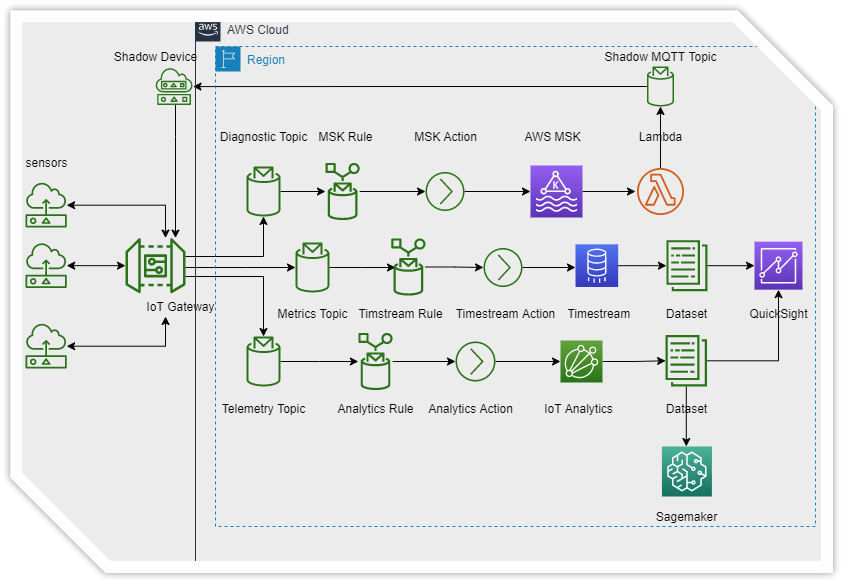 aws
AWS Cloud
Region
Shadow Device
Shadow MQTT Topic
Diagnostic Topic
MSK Rule
MSK Action
AWS MSK
Lambda
K
sensors
IoT Gateway
Metrics Topic
Timstream Rule
Timestream Action
Timestream
Dataset
QuickSight
Telemetry Topic
Analytics Rule
Analytics Action
IoT Analytics
Dataset
Sagemaker